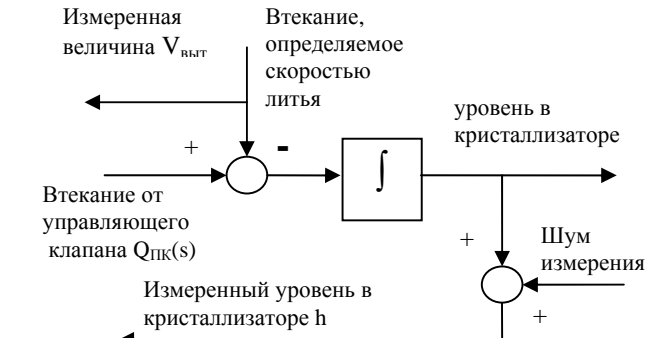 Измеренная
величина Vвыт
Втекание,
определяемое
скоростью
литья
уровень в
кристаллизаторе
+
-
∫
Втекание от
управляющего
клапана QПК(s)
+
Шум
измерения
Измеренный уровень в
кристаллизаторе h
+